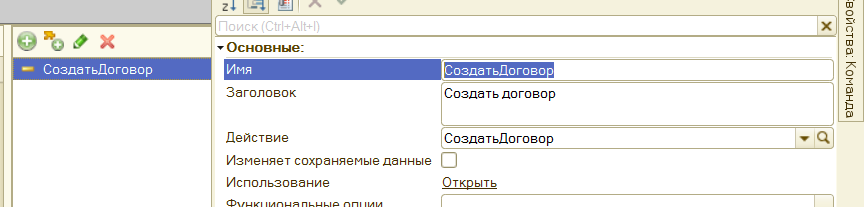 Поиск (Ctrl+Alt+I)
Основные:
СоздатьДоговор
Имя
СоздатьДоговор
Заголовок
Создать договор
Действие
СоздатьДоговор
Изменяет сохраняемые данные
Использование
Открыть
Функциональные опции
войства: Команда